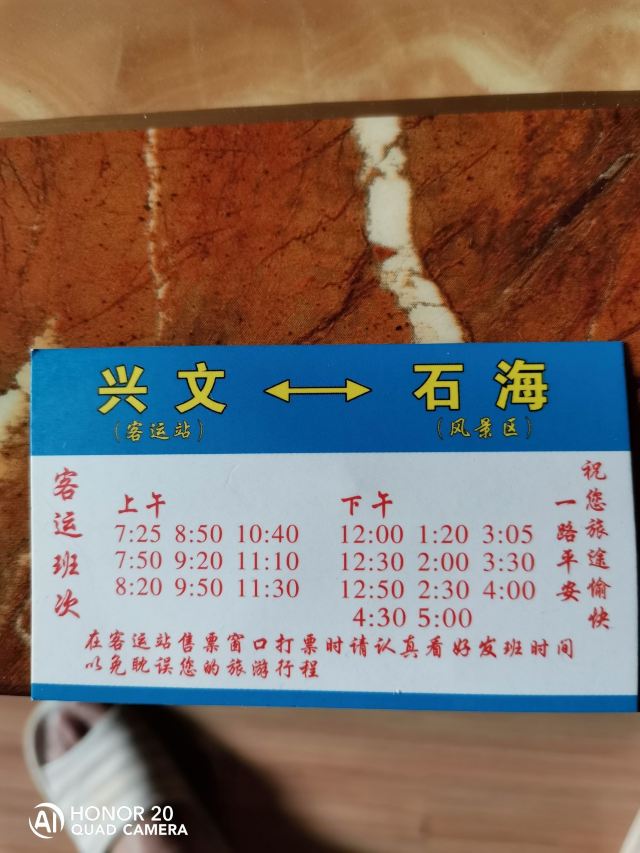 兴文 ↔ 石海
(客运站) (风景区)
客运班次
上午
7:25 8:50 10:40
7:50 9:20 11:10
8:20 9:50 11:30
下午
12:00 1:20 3:05
12:30 2:00 3:30
12:50 2:30 4:00
4:30 5:00
祝您旅途愉快
一路平安
在客运站售票窗口打票时请认真看好发班时间
以免耽误您的旅游行程
HONOR 20
QUAD CAMERA